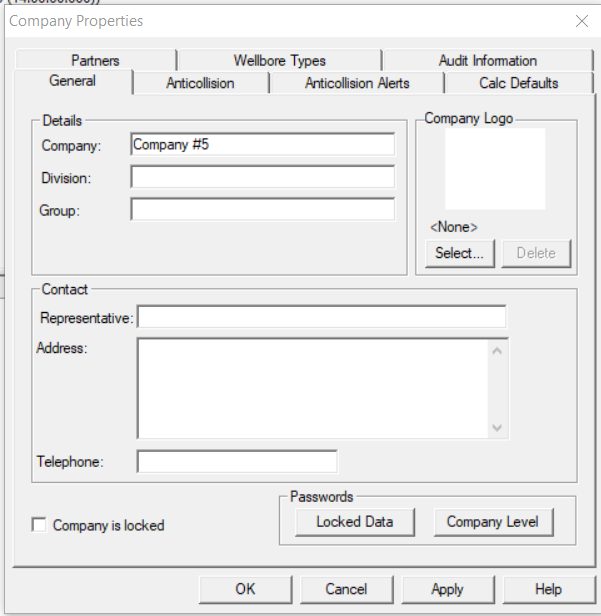 Company Properties
Partners
Wellbore Types
Audit Information
General
Anticollision
Anticollision Alerts
Calc Defaults
Details
Company:
Company #5
Division:
Group:
Company Logo
<None>
Select...
Delete
Contact
Representative:
Address:
Telephone:
Company is locked
Passwords
Locked Data
Company Level
OK
Cancel
Apply
Help